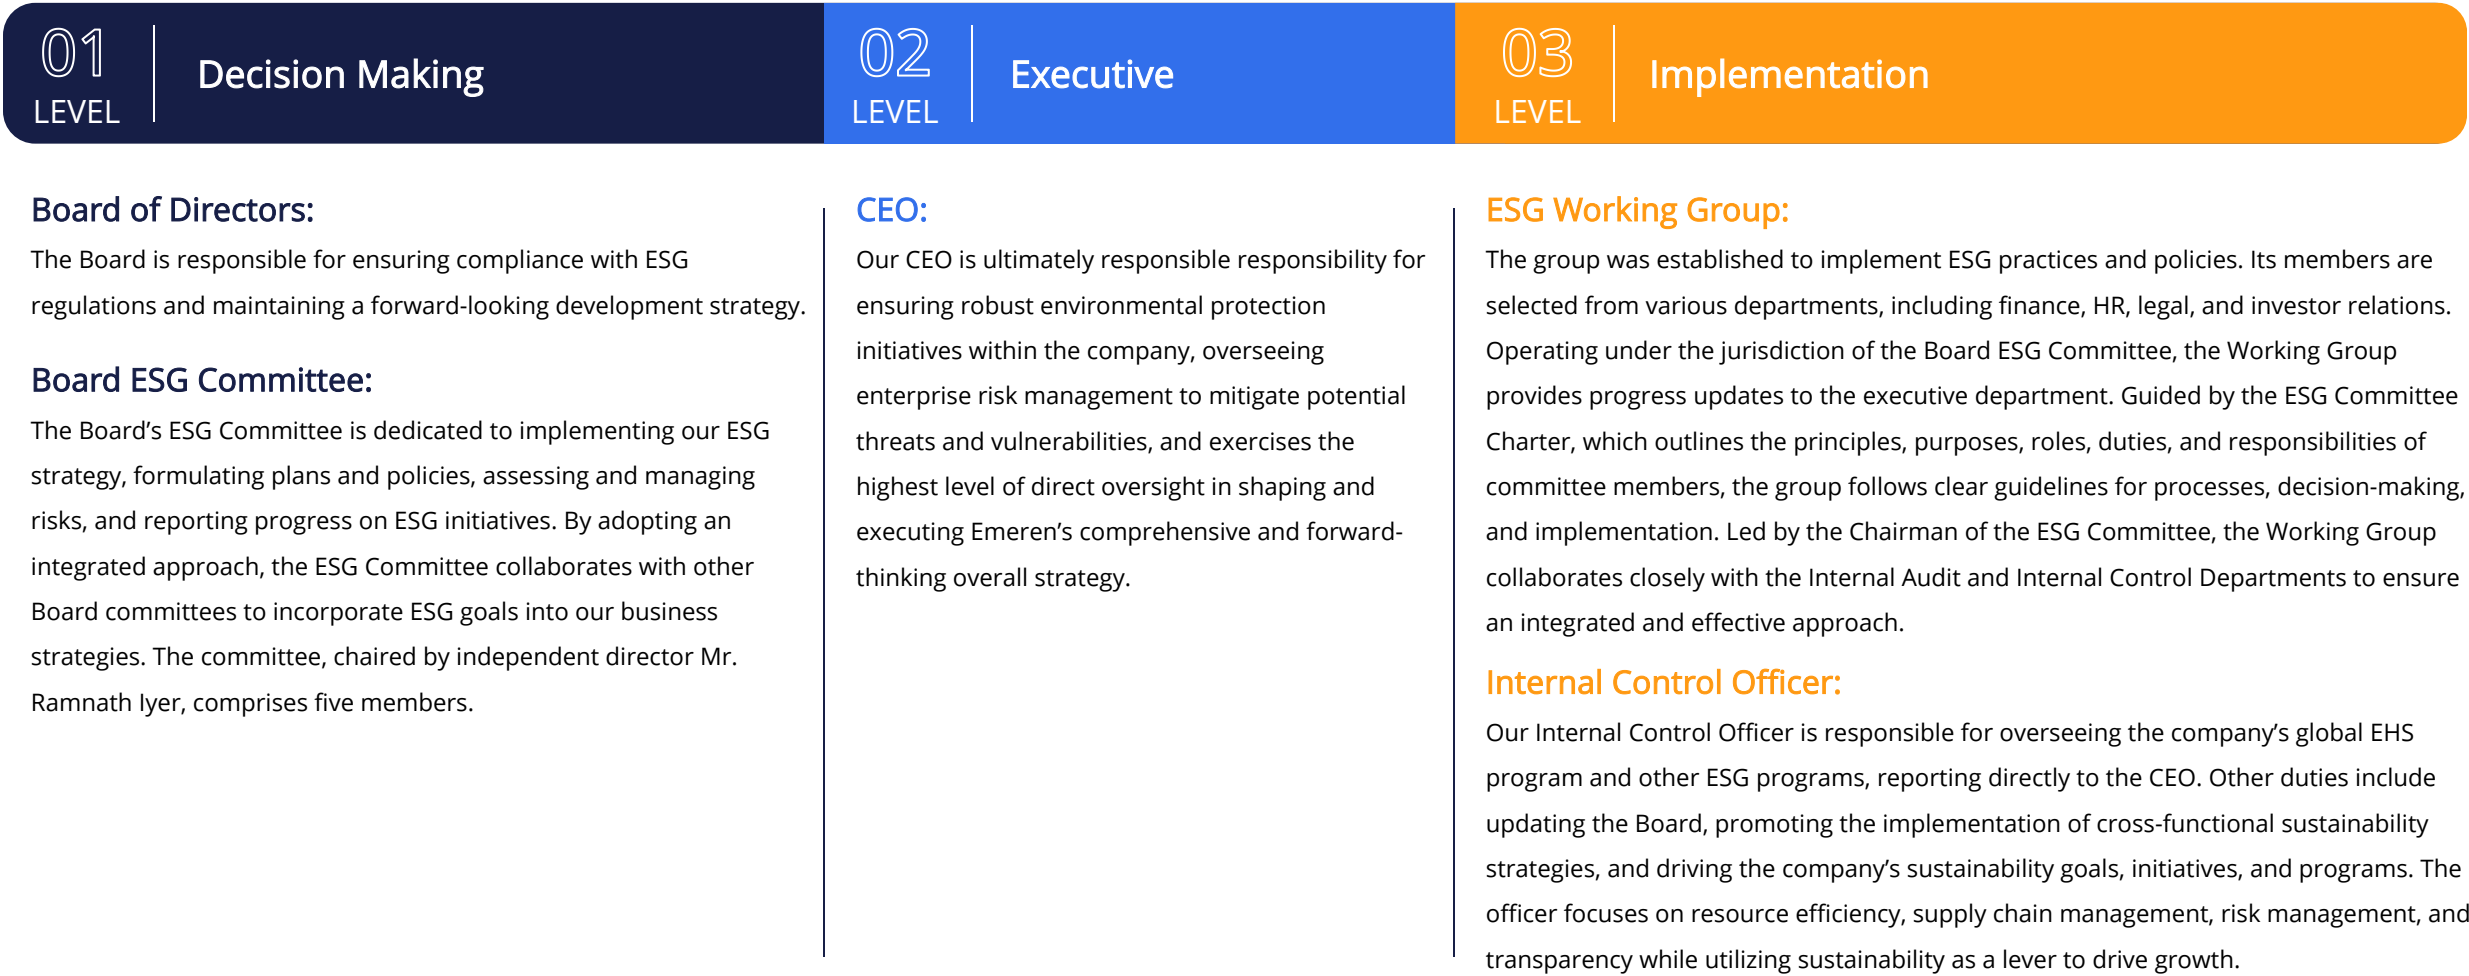 01
LEVEL
Decision Making
02
LEVEL
Executive
03
LEVEL
Implementation
Board of Directors:
The Board is responsible for ensuring compliance with ESG
regulations and maintaining a forward-looking development strategy.
Board ESG Committee:
The Board’s ESG Committee is dedicated to implementing our ESG
strategy, formulating plans and policies, assessing and managing
risks, and reporting progress on ESG initiatives. By adopting an
integrated approach, the ESG Committee collaborates with other
Board committees to incorporate ESG goals into our business
strategies. The committee, chaired by independent director Mr.
Ramnath Iyer, comprises five members.
CEO:
Our CEO is ultimately responsible responsibility for
ensuring robust environmental protection
initiatives within the company, overseeing
enterprise risk management to mitigate potential
threats and vulnerabilities, and exercises the
highest level of direct oversight in shaping and
executing Emeren’s comprehensive and forward-
thinking overall strategy.
ESG Working Group:
The group was established to implement ESG practices and policies. Its members are
selected from various departments, including finance, HR, legal, and investor relations.
Operating under the jurisdiction of the Board ESG Committee, the Working Group
provides progress updates to the executive department. Guided by the ESG Committee
Charter, which outlines the principles, purposes, roles, duties, and responsibilities of
committee members, the group follows clear guidelines for processes, decision-making,
and implementation. Led by the Chairman of the ESG Committee, the Working Group
collaborates closely with the Internal Audit and Internal Control Departments to ensure
an integrated and effective approach.
Internal Control Officer:
Our Internal Control Officer is responsible for overseeing the company’s global EHS
program and other ESG programs, reporting directly to the CEO. Other duties include
updating the Board, promoting the implementation of cross-functional sustainability
strategies, and driving the company’s sustainability goals, initiatives, and programs. The
officer focuses on resource efficiency, supply chain management, risk management, and
transparency while utilizing sustainability as a lever to drive growth.